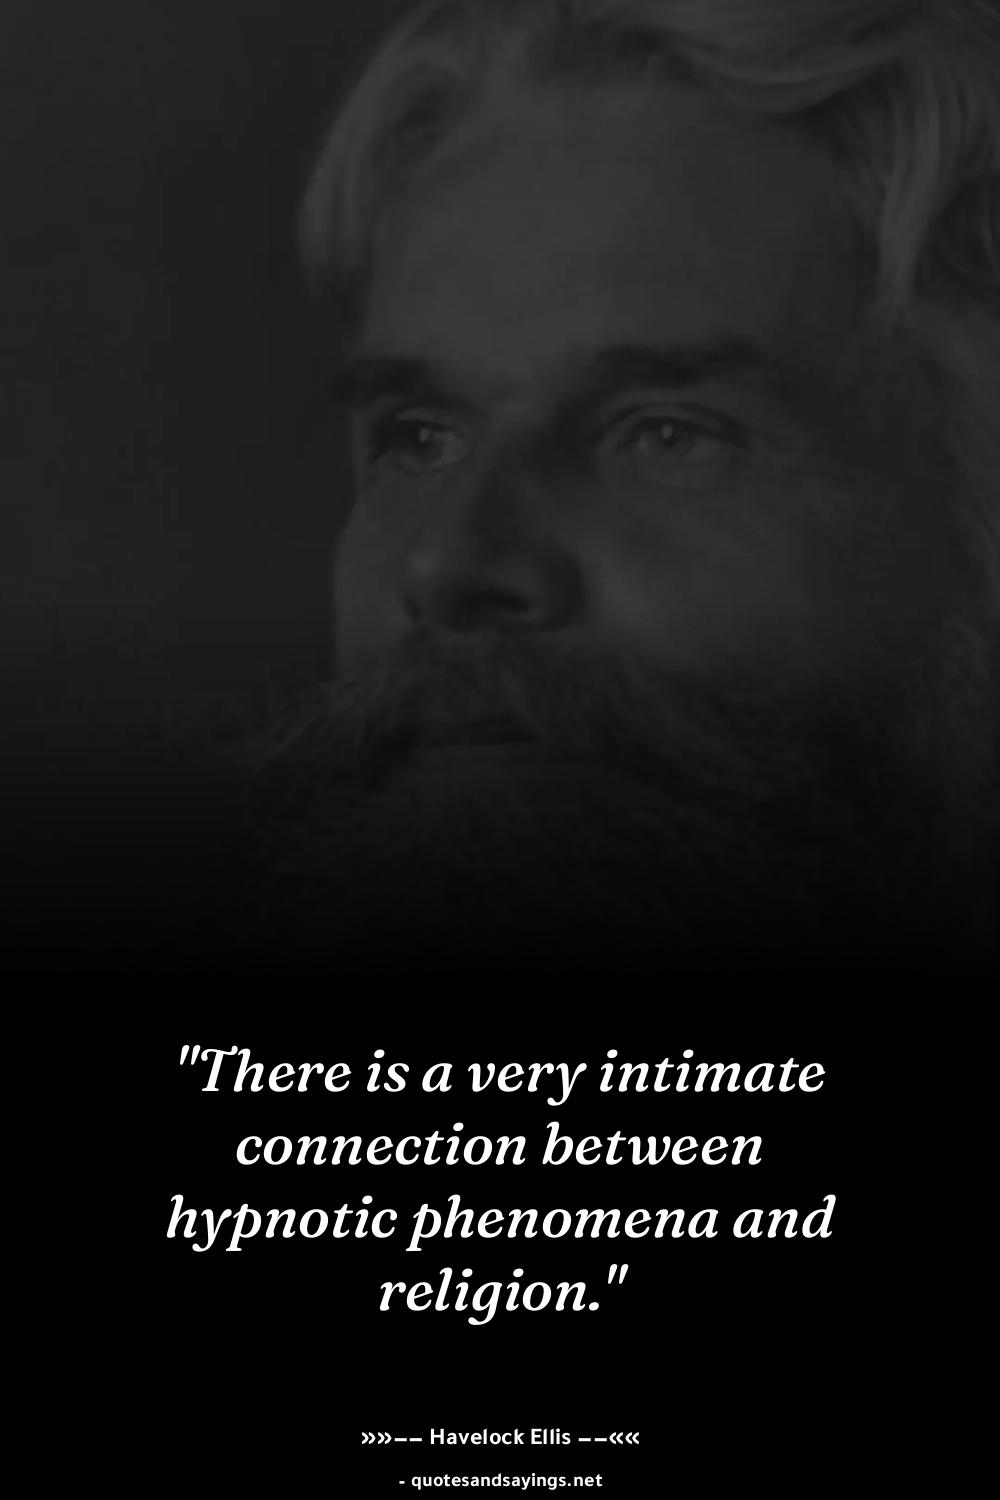 "There is a very intimate
connection between
hypnotic phenomena and
religion."
»»−− Havelock Ellis −−««
- quotesandsayings.net